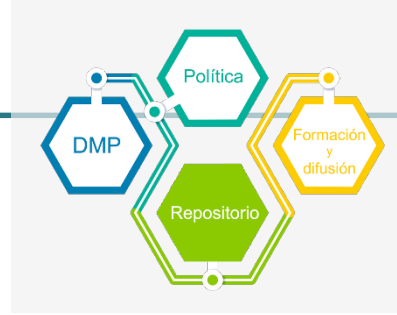 Política
DMP
Formación
y
difusión
Repositorio